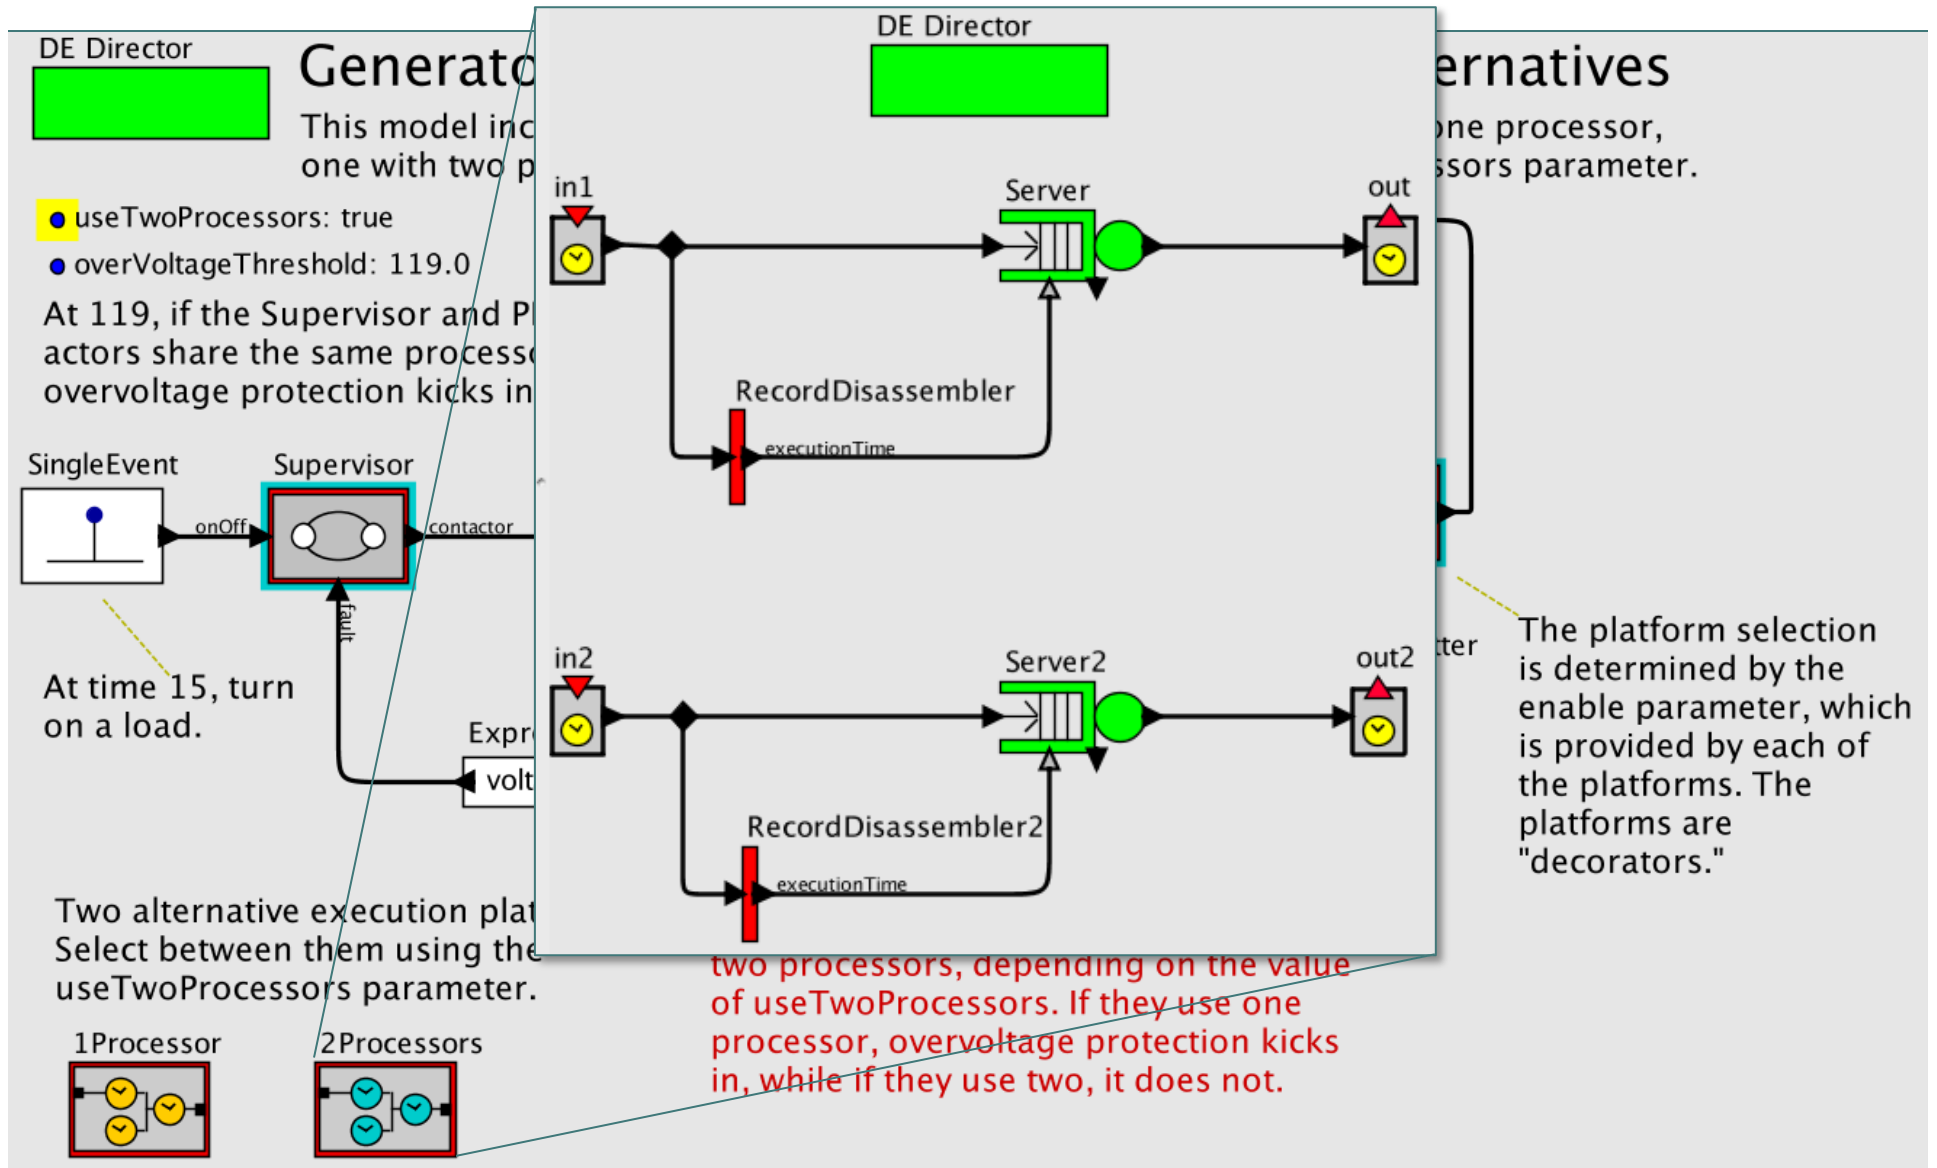 DE Director
Generato
ernatives
This model inc
one processor,
one with two p
ssors parameter.
useTwoProcessors: true
overVoltageThreshold: 119.0
At 119, if the Supervisor and
actors share the same process
overvoltage protection kicks in
SingleEvent
Supervisor
onOff
contactor
fault
At time 15, turn
on a load.
Expr
volt
Two alternative execution plat
Select between them using the
useTwoProcessors parameter.
1Processor
2Processors
DE Director
in1
Server
out
RecordDisassembler
executionTime
in2
Server2
out2
RecordDisassembler2
executionTime
tter
The platform selection
is determined by the
enable parameter, which
is provided by each of
the platforms. The
platforms are
"decorators."
two processors, depending on the value
of useTwoProcessors. If they use one
processor, overvoltage protection kicks
in, while if they use two, it does not.